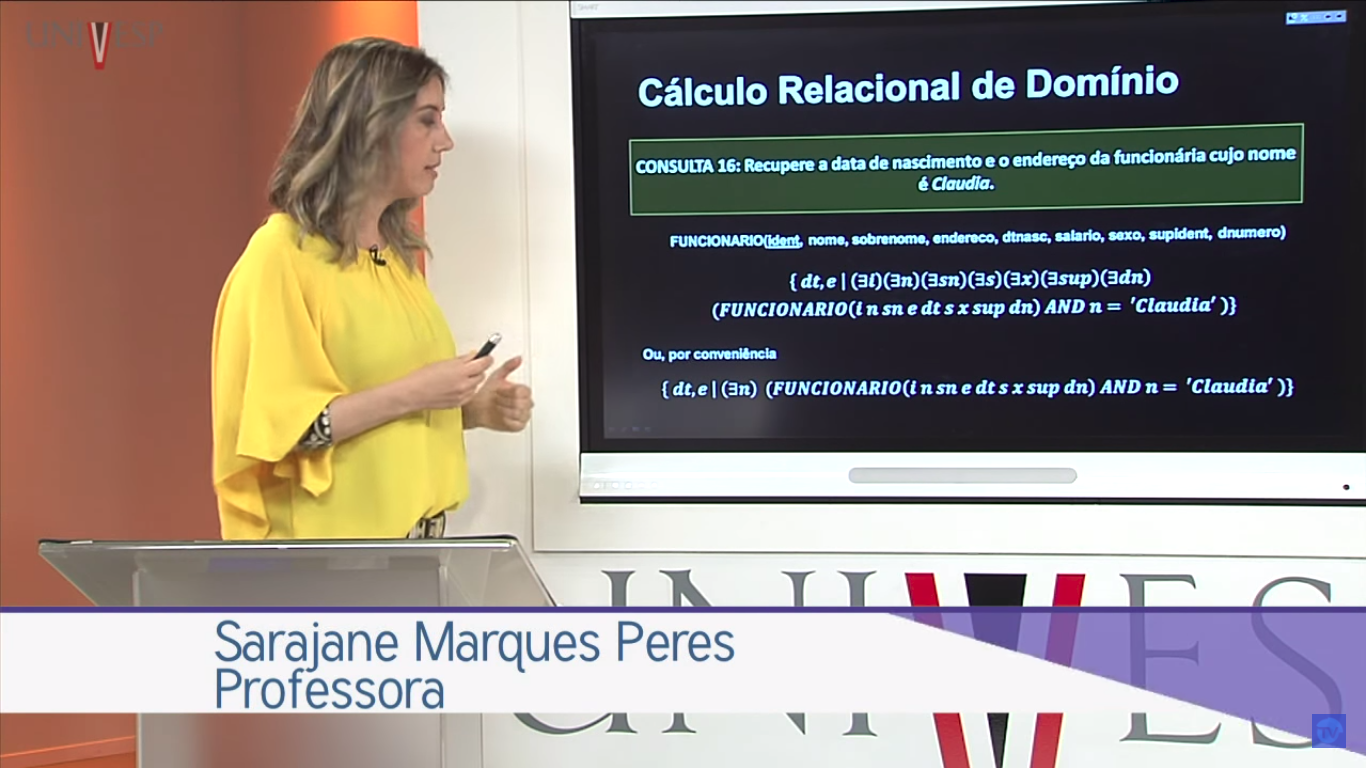 UNIVESP
Cálculo Relacional de Domínio
CONSULTA 16: Recupere a data de nascimento e o endereço da funcionária cujo nome
é Claudia.
FUNCIONARIO(ident, nome, sobrenome, endereco, dtnasc, salario, sexo, supident, dnumero)
{ dt,e | (∃i)(∃n)(∃sn)(∃s)(∃x)(∃sup)(∃dn)
(FUNCIONARIO(i n sn e dt s x sup dn) AND n = 'Claudia' )}
Ou, por conveniência
{ dt,e | (∃n) (FUNCIONARIO(i n sn e dt s x sup dn) AND n = 'Claudia' )}
UNIVES
Sarajane Marques Peres
Professora
TV